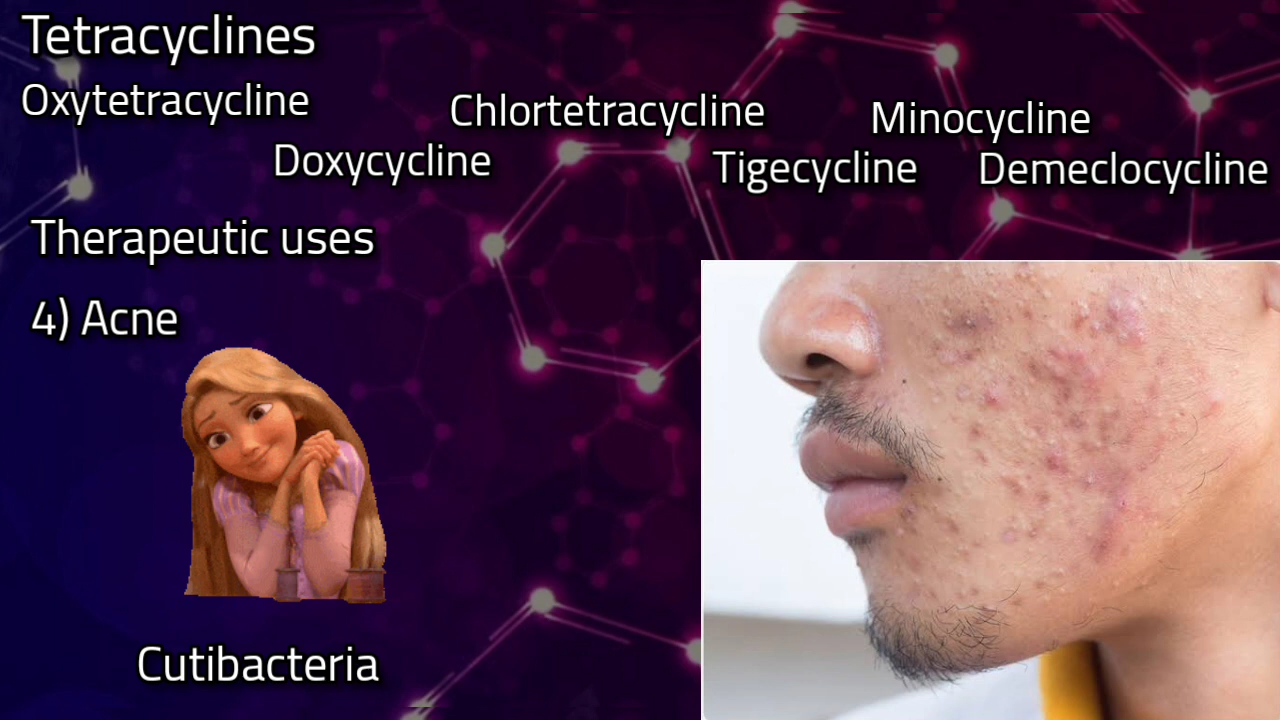 Tetracyclines
Oxytetracycline
Chlortetracycline
Minocycline
Doxycycline
Tigecycline
Demeclocycline
Therapeutic uses
4) Acne
Cutibacteria